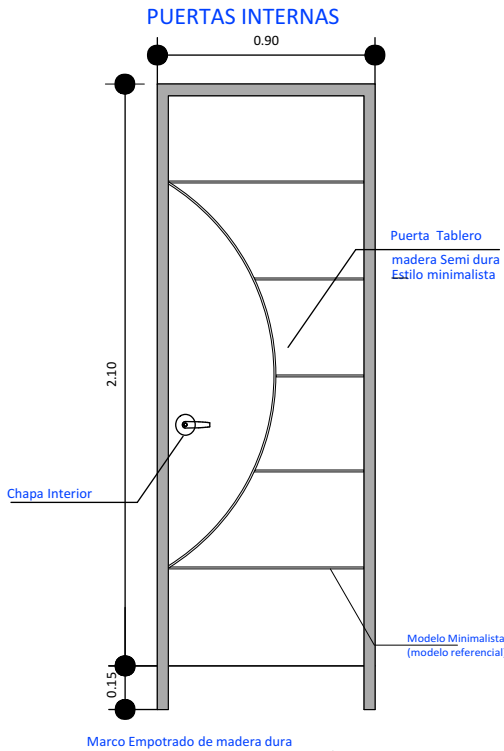 PUERTAS INTERNAS
0.90
Puerta Tablero
madera Semi dura
Estilo minimalista
2.10
Chapa Interior
Modelo Minimalista
(modelo referencial)
0.15
Marco Empotrado de madera dura